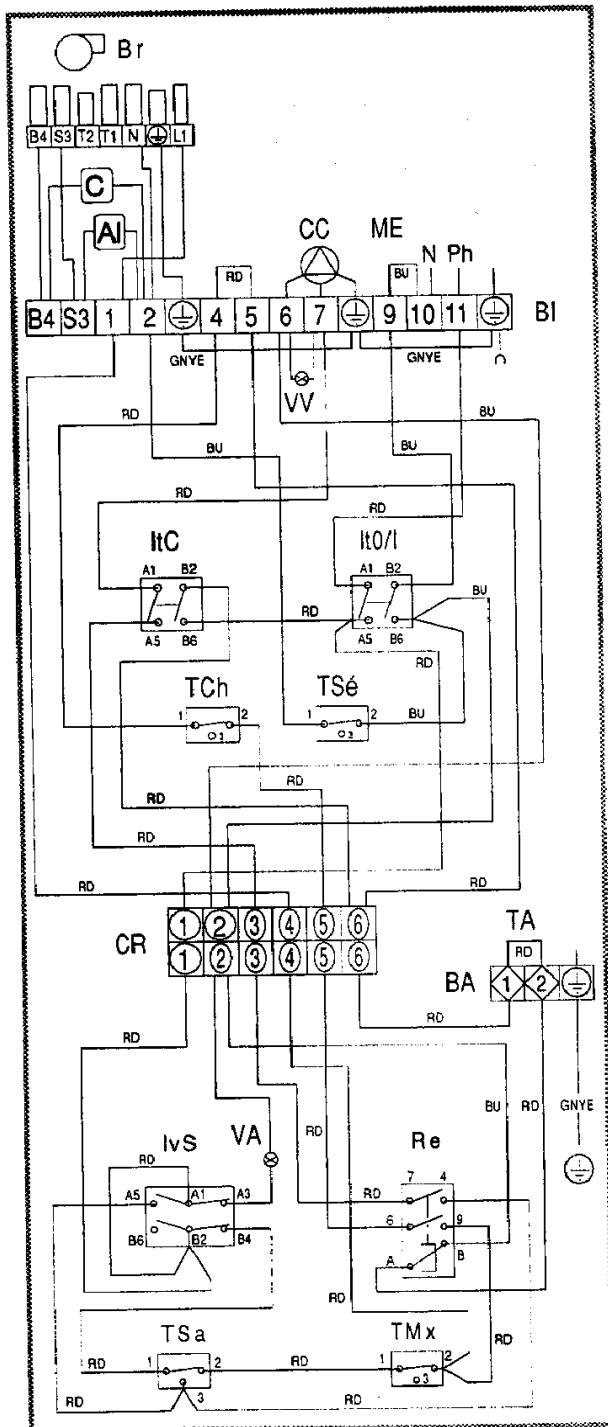 Br
B4 S3 T2 T1 N L1
C
Al
CC ME
N Ph
RD BU
B4 S3 1 2 4 5 6 7 9 10 11 BI
GNYE GNYE
VV
RD BU BU
BU
RD RD
ItC It0/I
A1 B2 A1 B2
BU
RD
A5 B6 A5 B6
RD
TCh TSé
1 2 1 2
3 3
BU
RD
RD RD
RD RD RD
CR
1 2 3 4 5 6
1 2 3 4 5 6
TA
RD
BA 1 2
RD
RD
BU RD GNYE
RD
IvS VA Re
RD
7 4
A5 A1 A3
RD
6 9
B6 B2 B4
A B
RD
TSa TMx
RD 1 2 RD 1 2 RD
3
3
RD RD